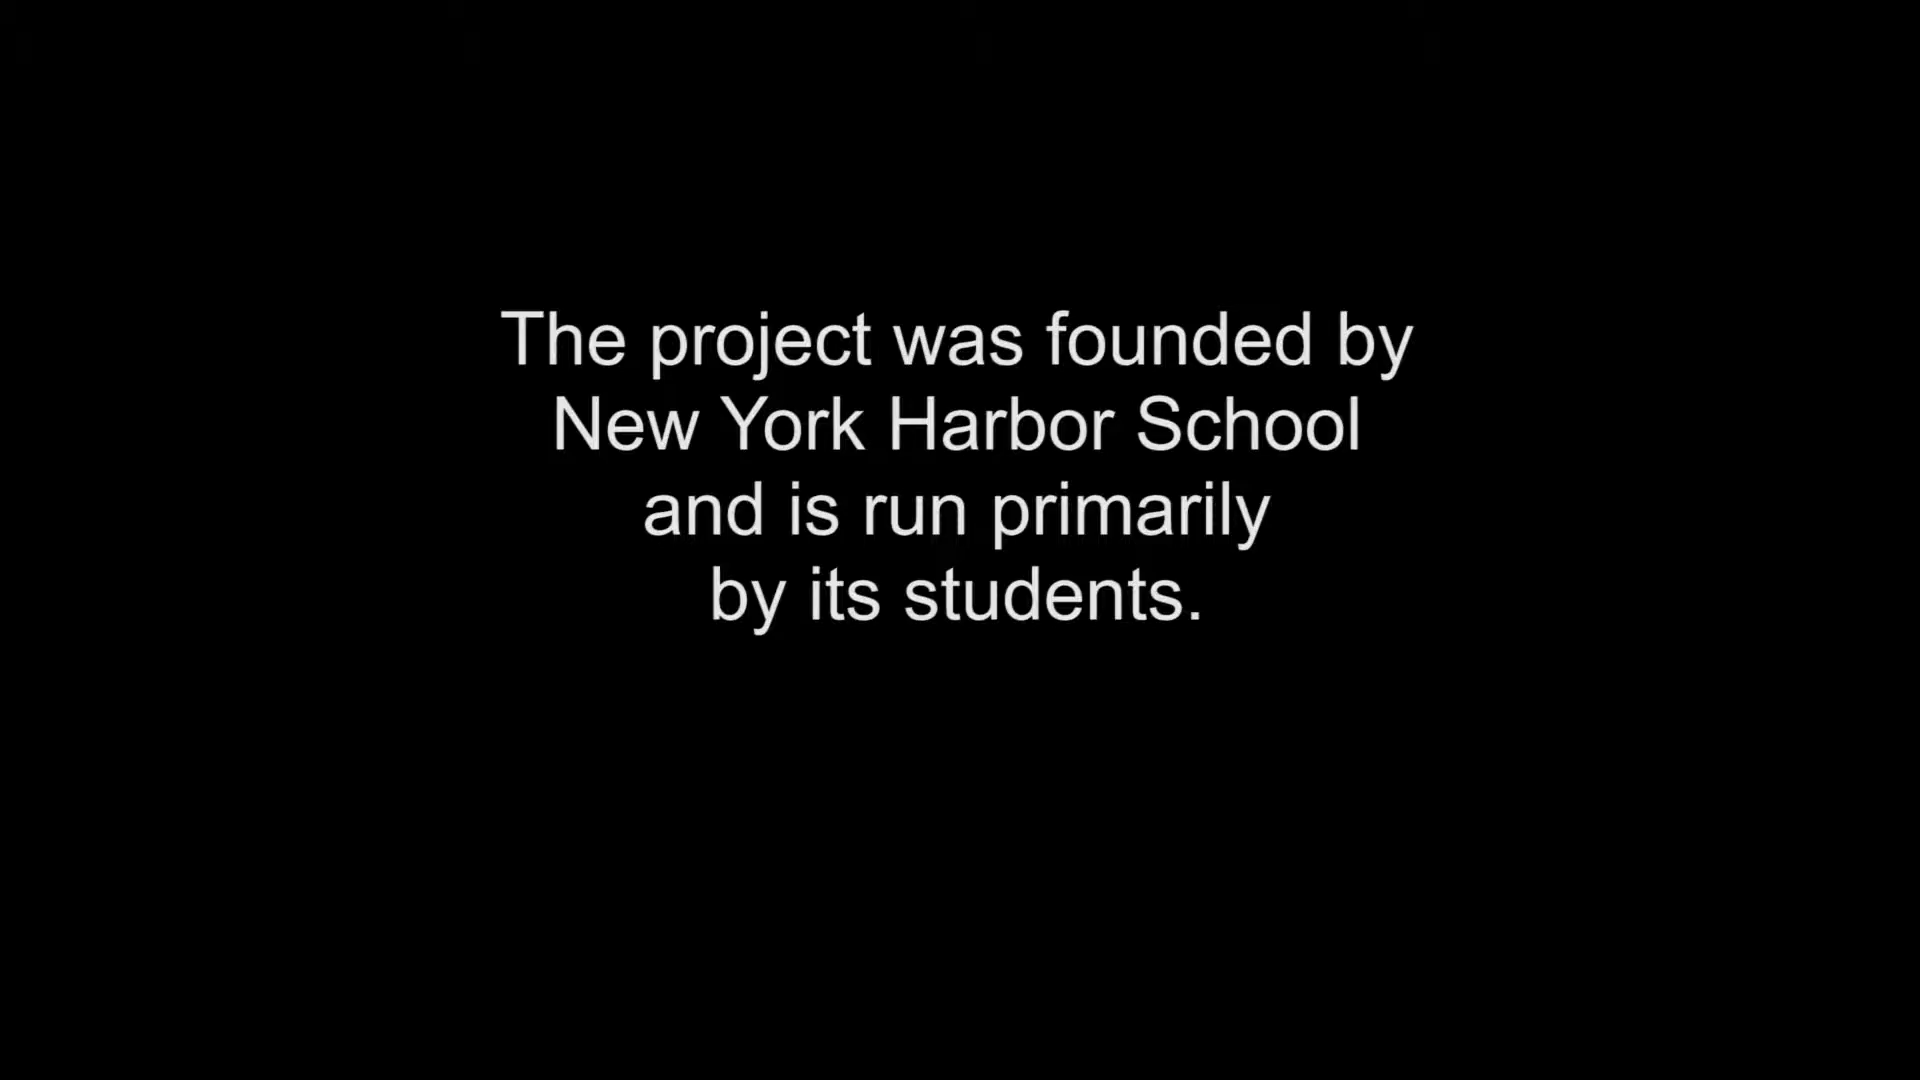 The project was founded by
New York Harbor School
and is run primarily
by its students.